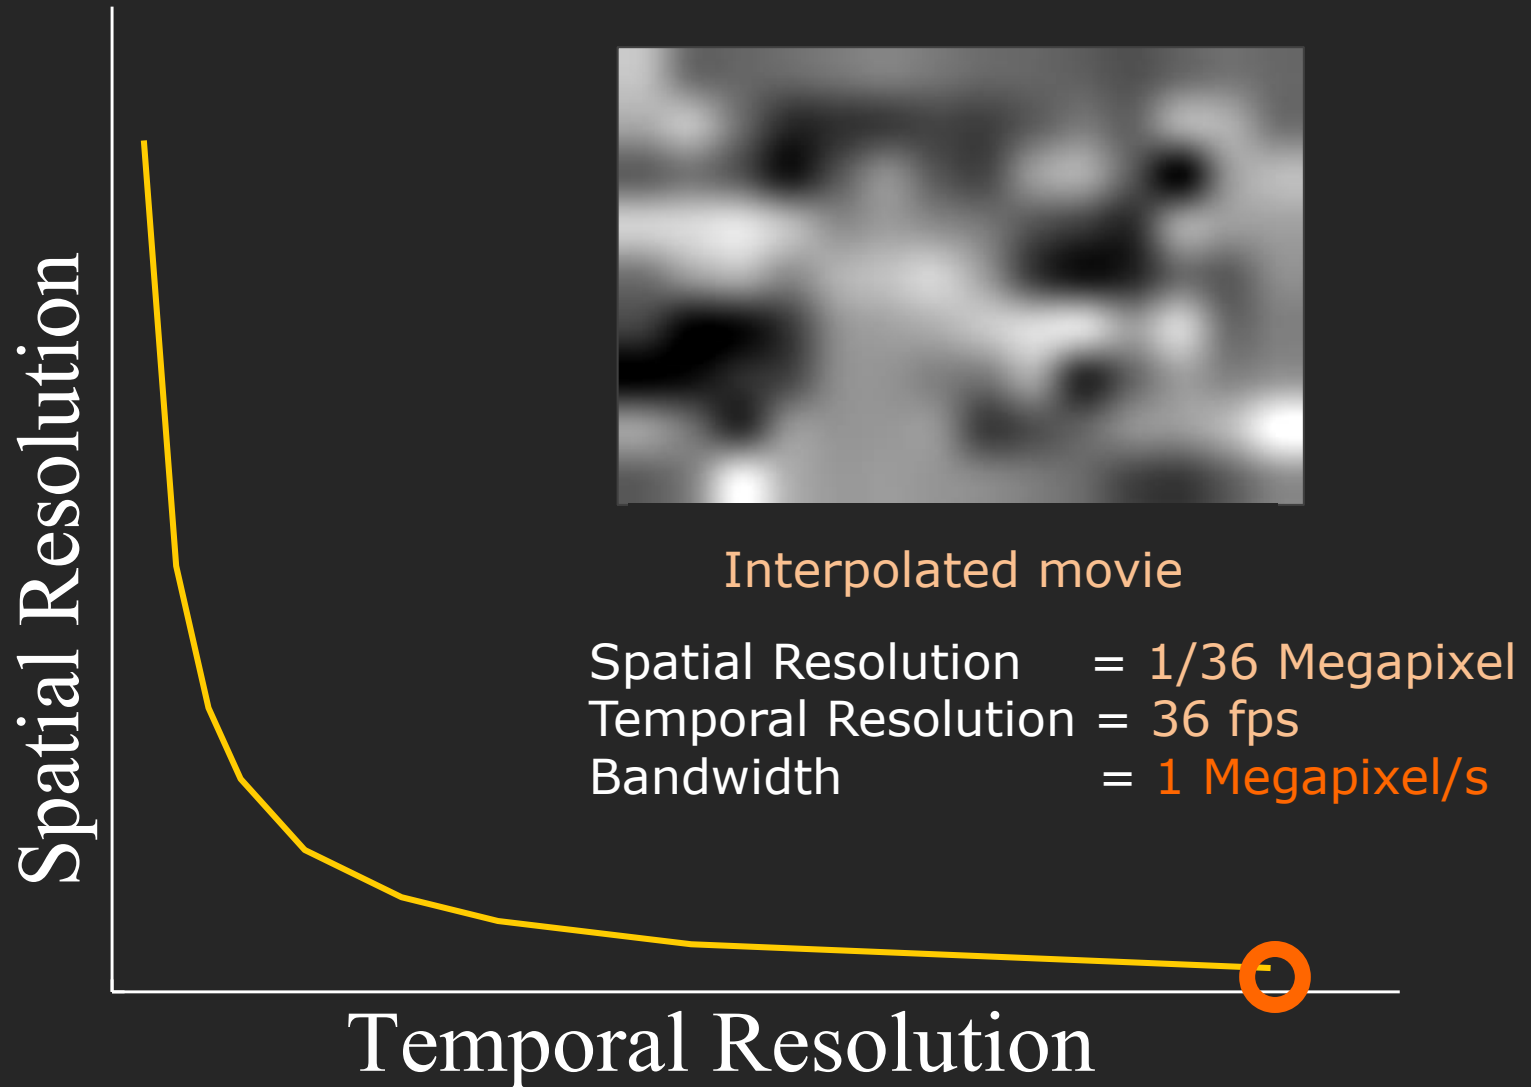 Spatial Resolution
Interpolated movie
Spatial Resolution = 1/36 Megapixel
Temporal Resolution = 36 fps
Bandwidth = 1 Megapixel/s
Temporal Resolution